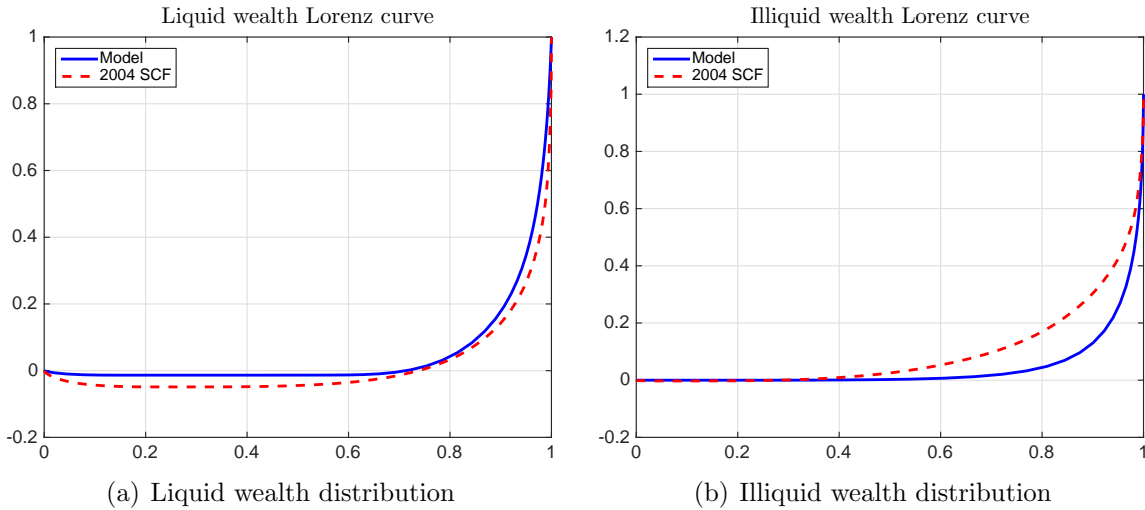 Liquid wealth Lorenz curve
Model
2004 SCF
1
0.8
0.6
0.4
0.2
0
-0.2
0 0.2 0.4 0.6 0.8 1
(a) Liquid wealth distribution
Illiquid wealth Lorenz curve
Model
2004 SCF
1.2
1
0.8
0.6
0.4
0.2
0
-0.2
0 0.2 0.4 0.6 0.8 1
(b) Illiquid wealth distribution